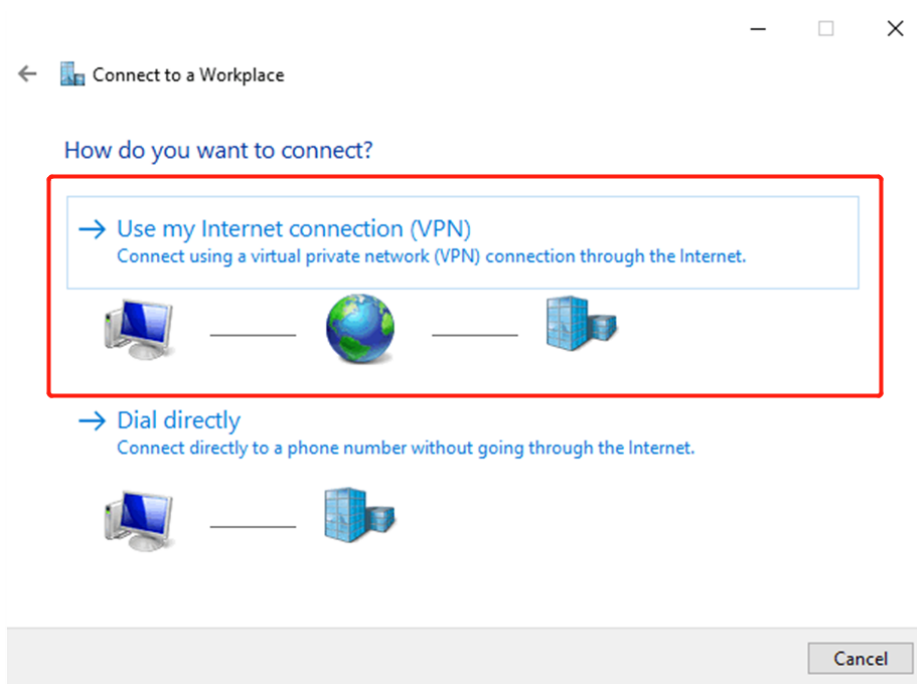 Connect to a Workplace
How do you want to connect?
Use my Internet connection (VPN)
Connect using a virtual private network (VPN) connection through the Internet.
Dial directly
Connect directly to a phone number without going through the Internet.
Cancel